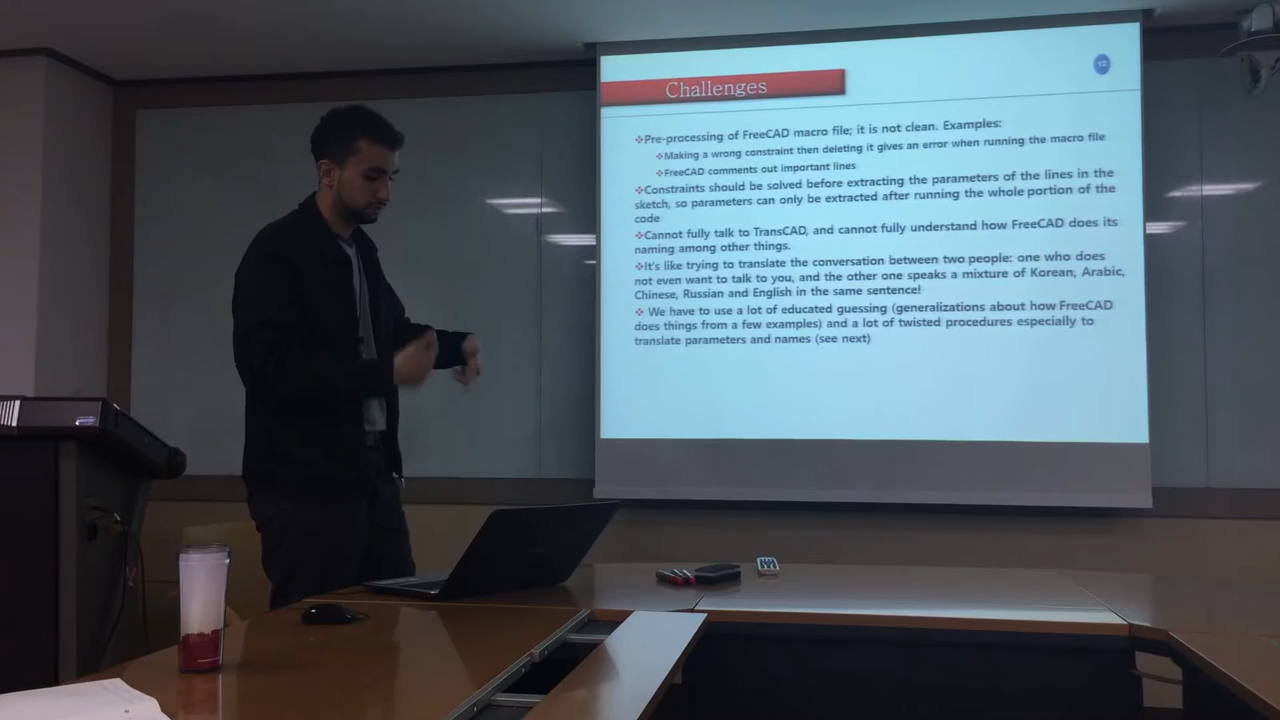 Challenges
12
❖Pre-processing of FreeCAD macro file; it is not clean. Examples:
❖Making a wrong constraint then deleting it gives an error when running the macro file
❖FreeCAD comments out important lines
❖Constraints should be solved before extracting the parameters of the lines in the
sketch, so parameters can only be extracted after running the whole portion of the
code
❖Cannot fully talk to TransCAD, and cannot fully understand how FreeCAD does its
naming among other things.
❖It's like trying to translate the conversation between two people: one who does
not even want to talk to you, and the other one speaks a mixture of Korean, Arabic,
Chinese, Russian and English in the same sentence!
❖ We have to use a lot of educated guessing (generalizations about how FreeCAD
does things from a few examples) and a lot of twisted procedures especially to
translate parameters and names (see next)